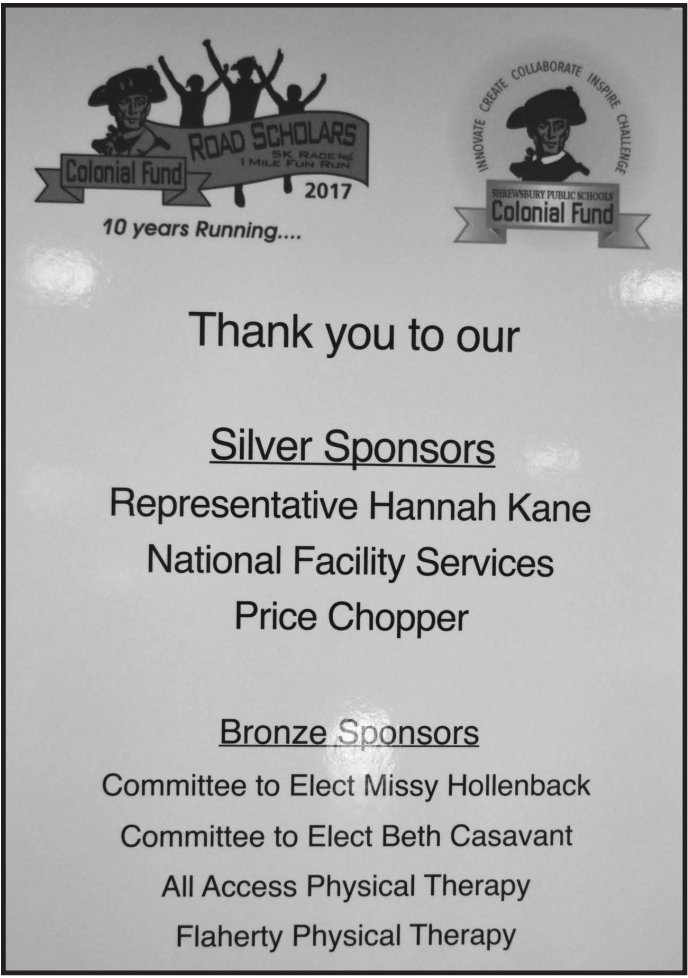 ROAD SCHOLARS
5K RACE and
1 MILE FUN RUN
Colonial Fund
2017
10 years Running....
INNOVATE CREATE COLLABORATE INSPIRE CHALLENGE
SHREWSBURY PUBLIC SCHOOLS
Colonial Fund
Thank you to our
Silver Sponsors
Representative Hannah Kane
National Facility Services
Price Chopper
Bronze Sponsors
Committee to Elect Missy Hollenback
Committee to Elect Beth Casavant
All Access Physical Therapy
Flaherty Physical Therapy